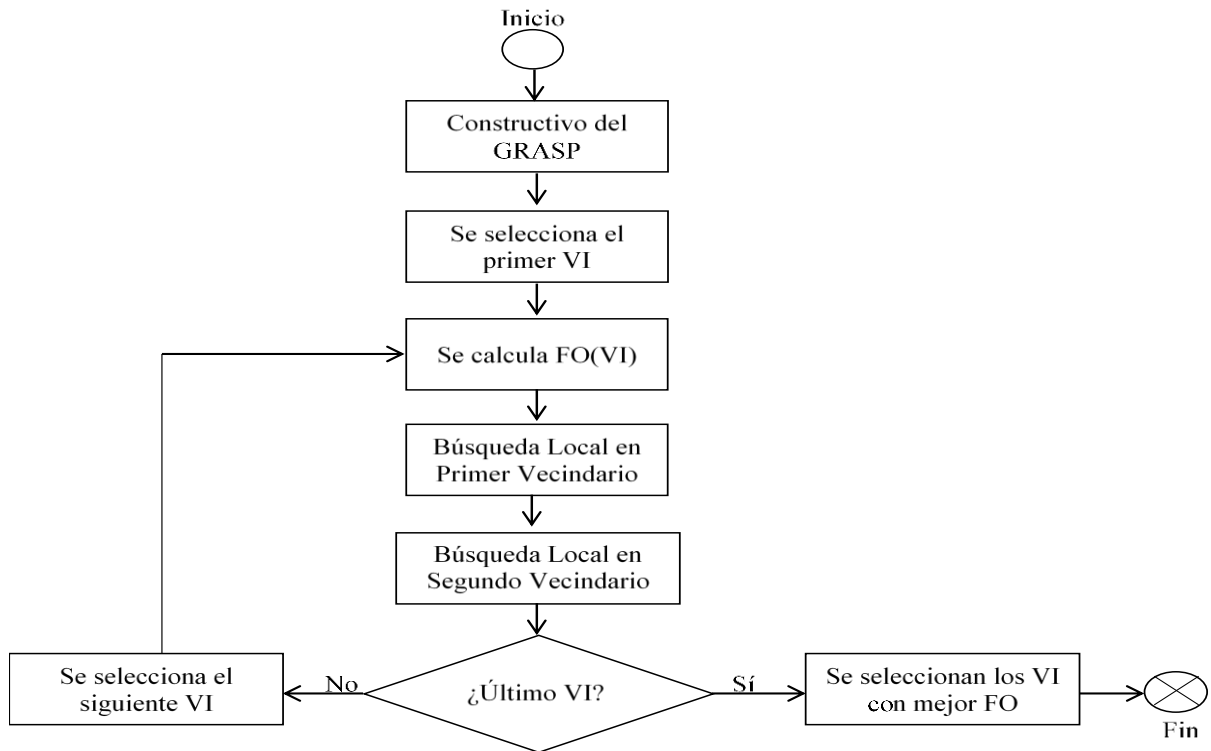 Inicio
Constructivo del
GRASP
Se selecciona el
primer VI
Se calcula FO(VI)
Búsqueda Local en
Primer Vecindario
Búsqueda Local en
Segundo Vecindario
¿Último VI?
No
Se selecciona el
siguiente VI
Sí
Se seleccionan los VI
con mejor FO
Fin